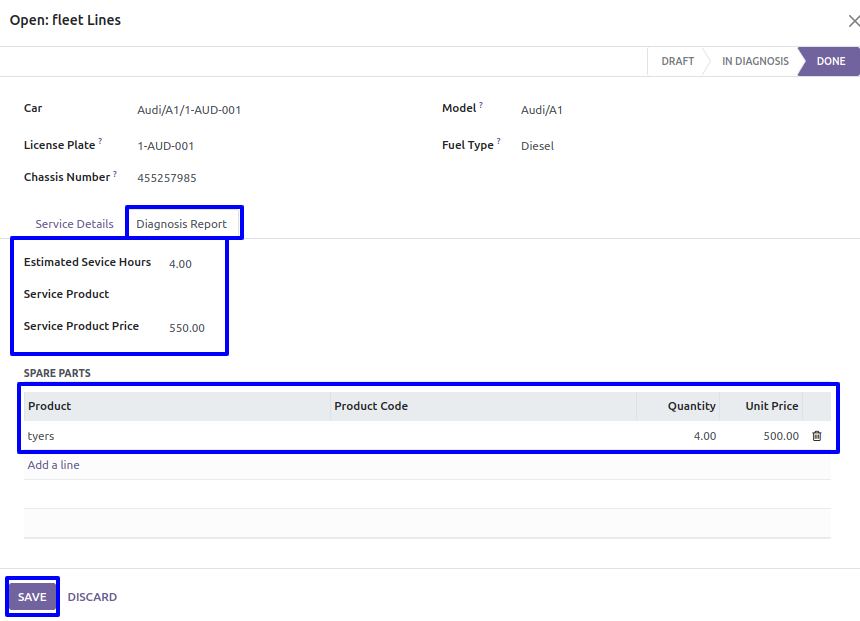 Open: fleet Lines
DRAFT IN DIAGNOSIS DONE
Car Audi/A1/1-AUD-001 Model ? Audi/A1
License Plate ? 1-AUD-001 Fuel Type ? Diesel
Chassis Number ? 455257985
Service Details Diagnosis Report
Estimated Sevice Hours 4.00
Service Product
Service Product Price 550.00
SPARE PARTS
Product Product Code Quantity Unit Price
tyers 4.00 500.00
Add a line
SAVE DISCARD